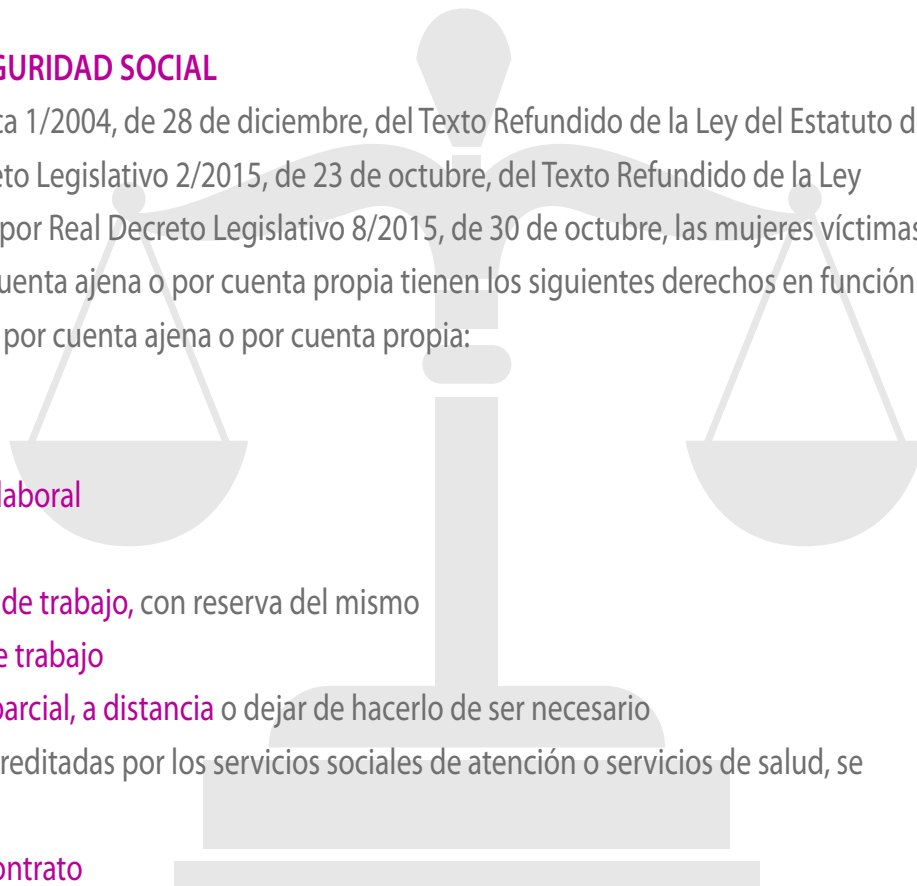 GURIDAD SOCIAL
ca 1/2004, de 28 de diciembre, del Texto Refundido de la Ley del Estatuto d
eto Legislativo 2/2015, de 23 de octubre, del Texto Refundido de la Ley
por Real Decreto Legislativo 8/2015, de 30 de octubre, las mujeres víctimas
uenta ajena o por cuenta propia tienen los siguientes derechos en función
por cuenta ajena o por cuenta propia:
laboral
de trabajo, con reserva del mismo
e trabajo
parcial, a distancia o dejar de hacerlo de ser necesario
reditadas por los servicios sociales de atención o servicios de salud, se
ontrato